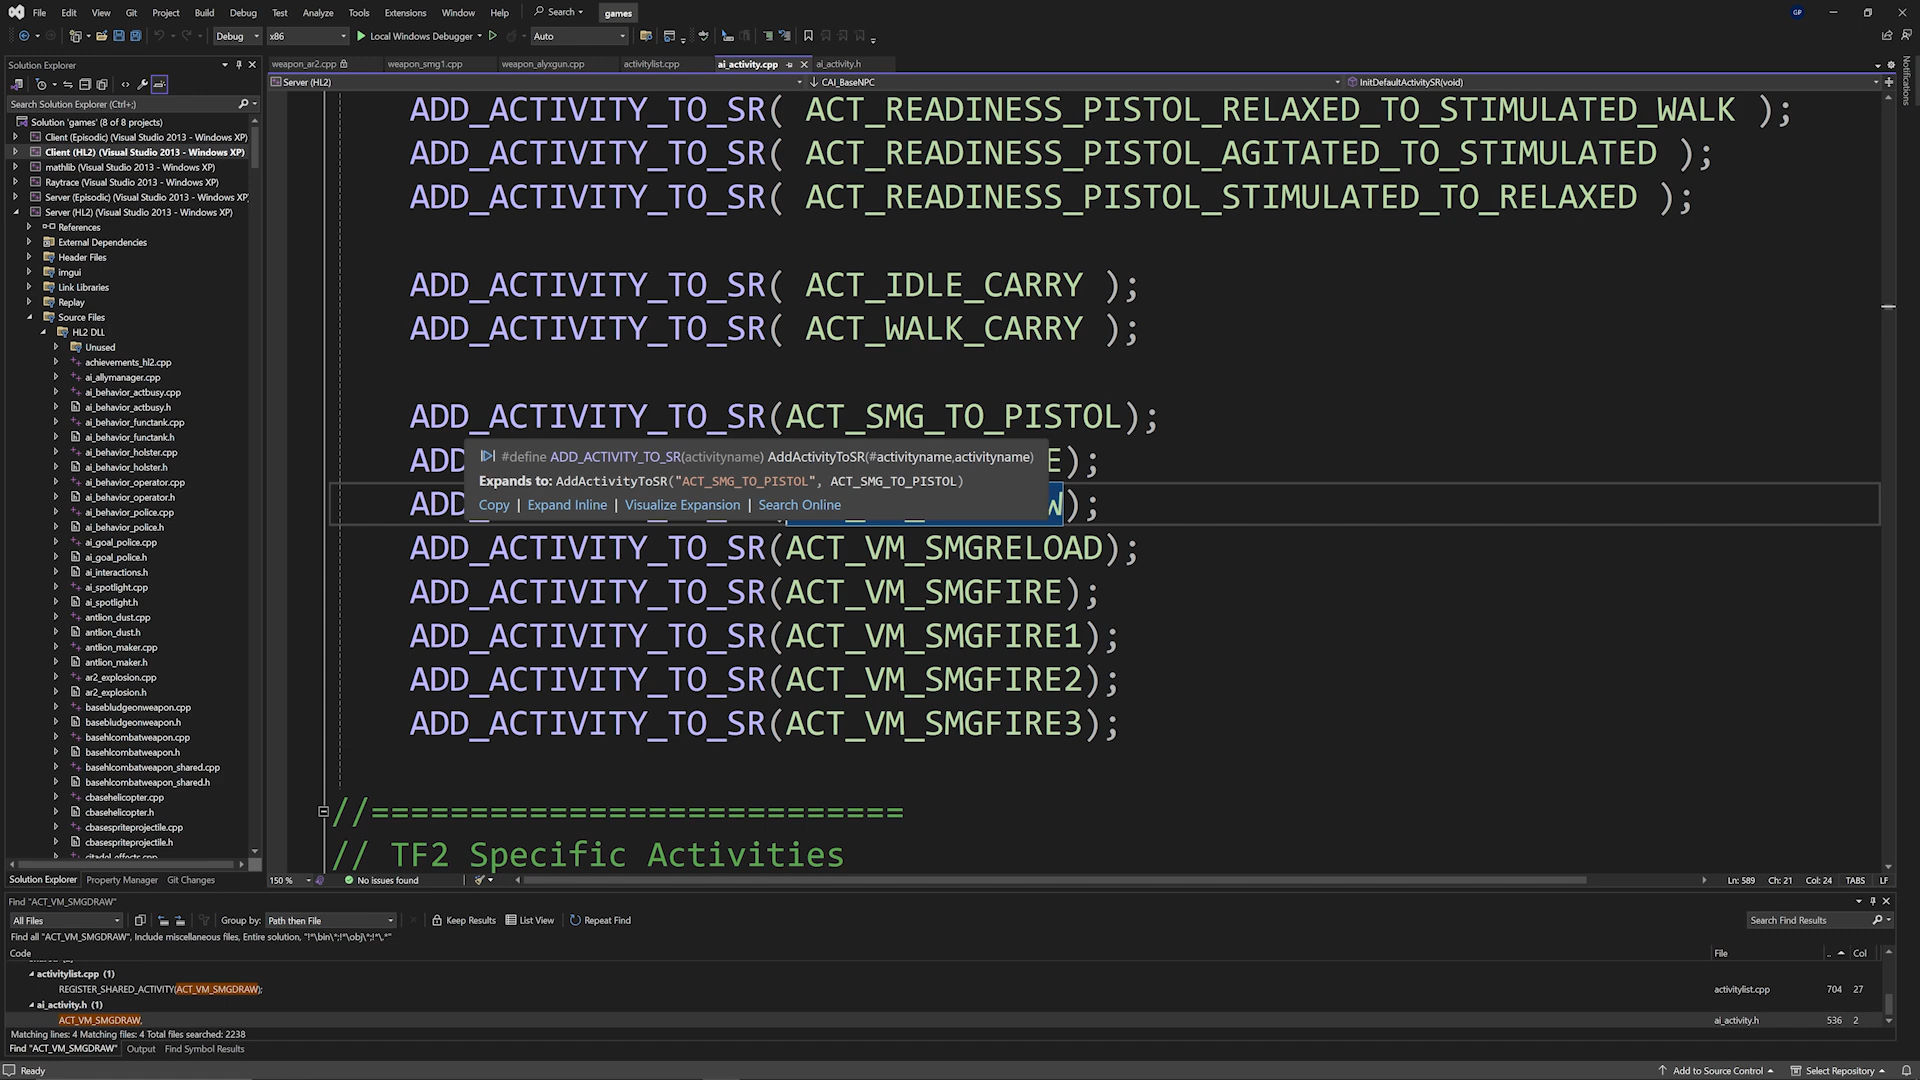 File Edit View Git Project Build Debug Test Analyze Tools Extensions Window Help Search games GP
Debug x86 Local Windows Debugger Auto
Solution Explorer
weapon_ar2.cpp weapon_smg1.cpp weapon_alyxgun.cpp activitylist.cpp ai_activity.cpp ai_activity.h
Server (HL2) CAI_BaseNPC InitDefaultActivitySR(void)
Notifications
Search Solution Explorer (Ctrl+;)
Solution 'games' (8 of 8 projects)
Client (Episodic) (Visual Studio 2013 - Windows XP)
Client (HL2) (Visual Studio 2013 - Windows XP)
mathlib (Visual Studio 2013 - Windows XP)
Raytrace (Visual Studio 2013 - Windows XP)
Server (Episodic) (Visual Studio 2013 - Windows XP)
Server (HL2) (Visual Studio 2013 - Windows XP)
References
External Dependencies
Header Files
imgui
Link Libraries
Replay
Source Files
HL2 DLL
Unused
achievements_hl2.cpp
ai_allymanager.cpp
ai_behavior_actbusy.cpp
ai_behavior_actbusy.h
ai_behavior_functank.cpp
ai_behavior_functank.h
ai_behavior_holster.cpp
ai_behavior_holster.h
ai_behavior_operator.cpp
ai_behavior_operator.h
ai_behavior_police.cpp
ai_behavior_police.h
ai_goal_police.cpp
ai_goal_police.h
ai_interactions.h
ai_spotlight.cpp
ai_spotlight.h
antlion_dust.cpp
antlion_dust.h
antlion_maker.cpp
antlion_maker.h
ar2_explosion.cpp
ar2_explosion.h
basebludgeonweapon.cpp
basebludgeonweapon.h
basehlcombatweapon.cpp
basehlcombatweapon.h
basehlcombatweapon_shared.cpp
basehlcombatweapon_shared.h
cbasehelicopter.cpp
cbasehelicopter.h
cbasespriteprojectile.cpp
cbasespriteprojectile.h
citadel_effects.cpp
Solution Explorer Property Manager Git Changes
ADD_ACTIVITY_TO_SR( ACT_READINESS_PISTOL_RELAXED_TO_STIMULATED_WALK );
ADD_ACTIVITY_TO_SR( ACT_READINESS_PISTOL_AGITATED_TO_STIMULATED );
ADD_ACTIVITY_TO_SR( ACT_READINESS_PISTOL_STIMULATED_TO_RELAXED );
ADD_ACTIVITY_TO_SR( ACT_IDLE_CARRY );
ADD_ACTIVITY_TO_SR( ACT_WALK_CARRY );
ADD_ACTIVITY_TO_SR(ACT_SMG_TO_PISTOL);
ADD E);
#define ADD_ACTIVITY_TO_SR(activityname) AddActivityToSR(#activityname,activityname)
Expands to: AddActivityToSR("ACT_SMG_TO_PISTOL", ACT_SMG_TO_PISTOL)
Copy | Expand Inline | Visualize Expansion | Search Online
ADD W);
ADD_ACTIVITY_TO_SR(ACT_VM_SMGRELOAD);
ADD_ACTIVITY_TO_SR(ACT_VM_SMGFIRE);
ADD_ACTIVITY_TO_SR(ACT_VM_SMGFIRE1);
ADD_ACTIVITY_TO_SR(ACT_VM_SMGFIRE2);
ADD_ACTIVITY_TO_SR(ACT_VM_SMGFIRE3);
//===========================
// TF2 Specific Activities
150 % No issues found Ln: 589 Ch: 21 Col: 24 TABS LF
Find "ACT_VM_SMGDRAW"
All Files Group by: Path then File Keep Results List View Repeat Find Search Find Results
Find all "ACT_VM_SMGDRAW", Include miscellaneous files, Entire solution, "!*\bin\*;!*\obj\*;!*\.*"
Code File .. Col
activitylist.cpp (1)
REGISTER_SHARED_ACTIVITY(ACT_VM_SMGDRAW); activitylist.cpp 704 27
ai_activity.h (1)
ACT_VM_SMGDRAW, ai_activity.h 536 2
Matching lines: 4 Matching files: 4 Total files searched: 2238
Find "ACT_VM_SMGDRAW" Output Find Symbol Results
Ready Add to Source Control Select Repository